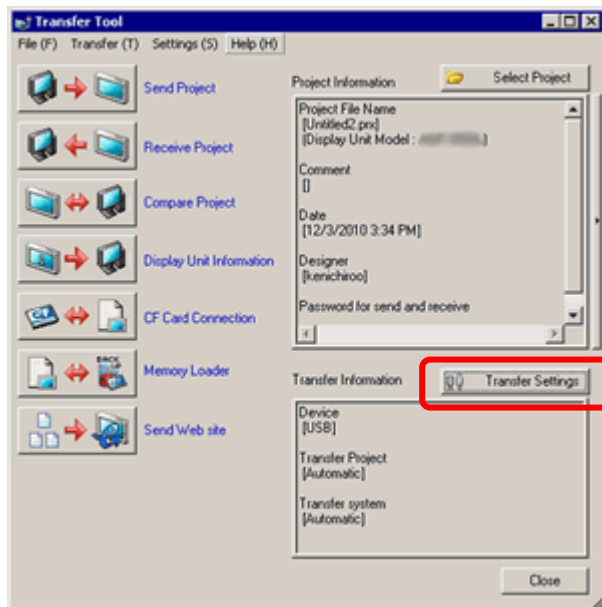 Transfer Tool
File (F) Transfer (T) Settings (S) Help (H)
Send Project
Receive Project
Compare Project
Display Unit Information
CF Card Connection
Memory Loader
Send Web site
Project Information
Select Project
Project File Name
[Untitled2.prx]
(Display Unit Model : )
Comment
[]
Date
[12/3/2010 3:34 PM]
Designer
[kenichiroo]
Password for send and receive
Transfer Information
Transfer Settings
Device
[USB]
Transfer Project
[Automatic]
Transfer system
[Automatic]
Close